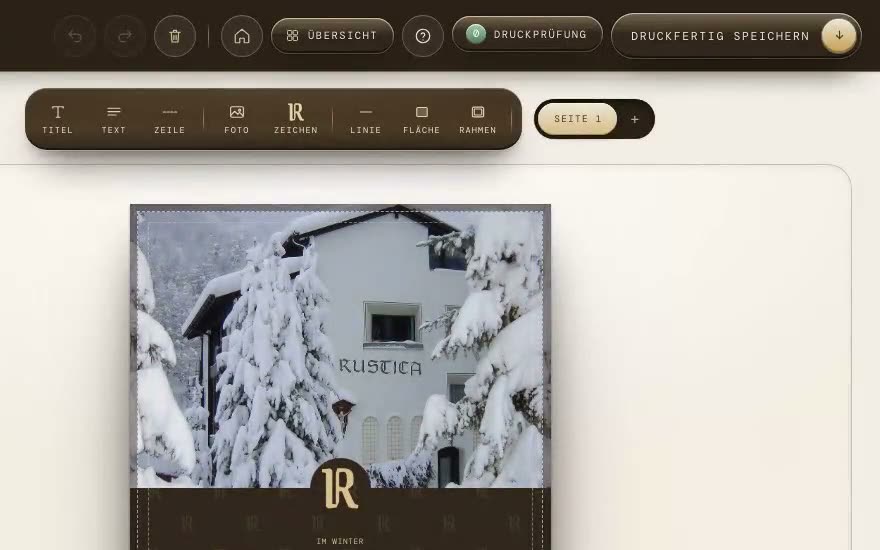 ÜBERSICHT
?
0 DRUCKPRÜFUNG
DRUCKFERTIG SPEICHERN
TITEL TEXT ZEILE FOTO ZEICHEN LINIE FLÄCHE RAHMEN
SEITE 1 +
RUSTICA
R
IM WINTER